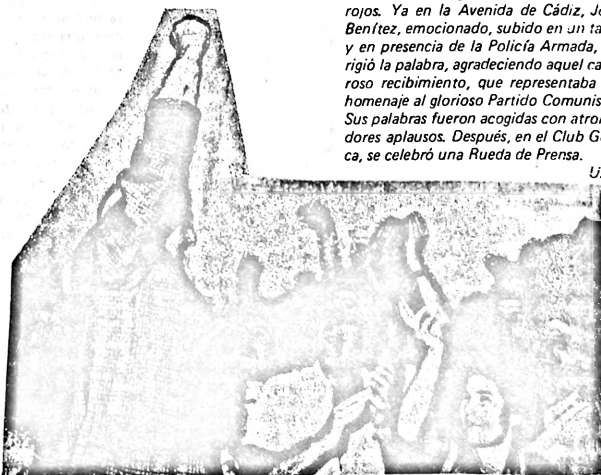 rojos. Ya en la Avenida de Cádiz, Jo
Benítez, emocionado, subido en un ta
y en presencia de la Policía Armada,
rigió la palabra, agradeciendo aquel ca
roso recibimiento, que representaba
homenaje al glorioso Partido Comunis
Sus palabras fueron acogidas con atron
dores aplausos. Después, en el Club G
ca, se celebró una Rueda de Prensa.